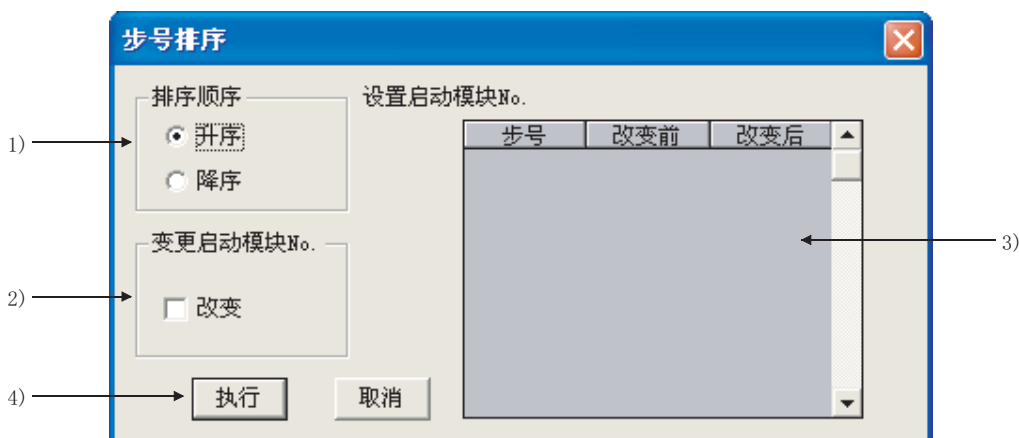 步号排序
排序顺序
设置启动模块No.
1)
升序
降序
步号 改变前 改变后
变更启动模块No.
2)
改变
3)
4)
执行
取消